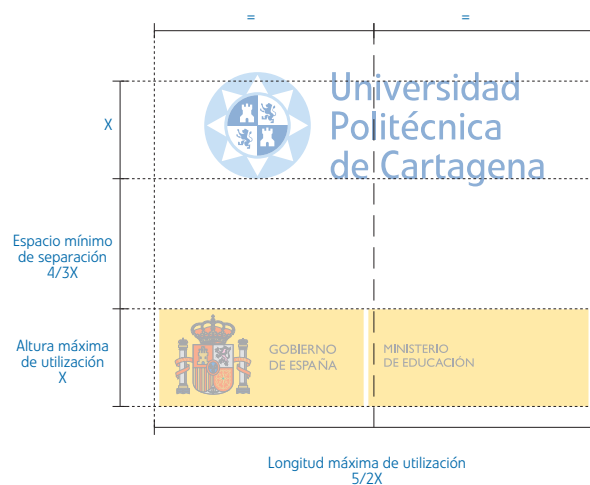 = =
X
Universidad
Politécnica
de Cartagena
Espacio mínimo
de separación
4/3X
Altura máxima
de utilización
X
GOBIERNO
DE ESPAÑA
MINISTERIO
DE EDUCACIÓN
Longitud máxima de utilización
5/2X